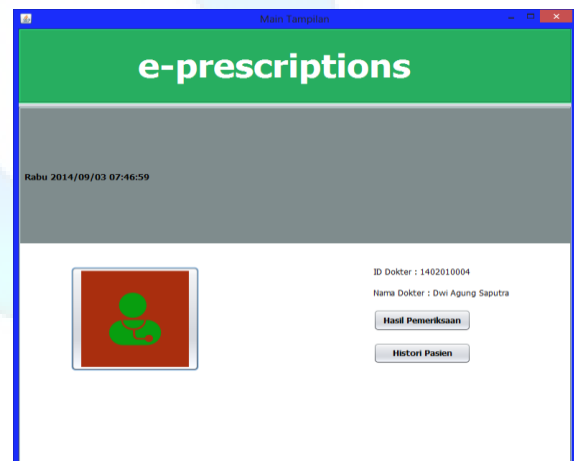 Main Tampilan
e-prescriptions
Rabu 2014/09/03 07:46:59
ID Dokter : 1402010004
Nama Dokter : Dwi Agung Saputra
Hasil Pemeriksaan
Histori Pasien